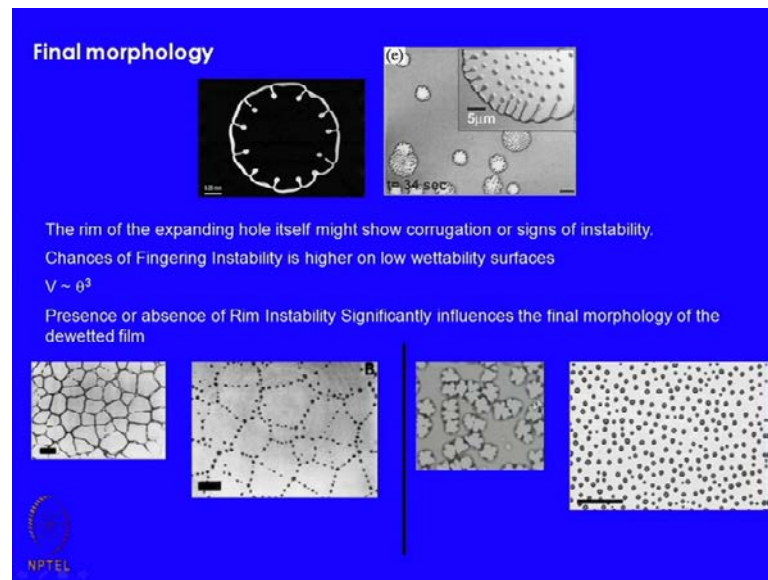 Final morphology
(e)
5μm
t= 34 sec
The rim of the expanding hole itself might show corrugation or signs of instability.
Chances of Fingering Instability is higher on low wettability surfaces
V ~ θ³
Presence or absence of Rim Instability Significantly influences the final morphology of the
dewetted film
B
NPTEL